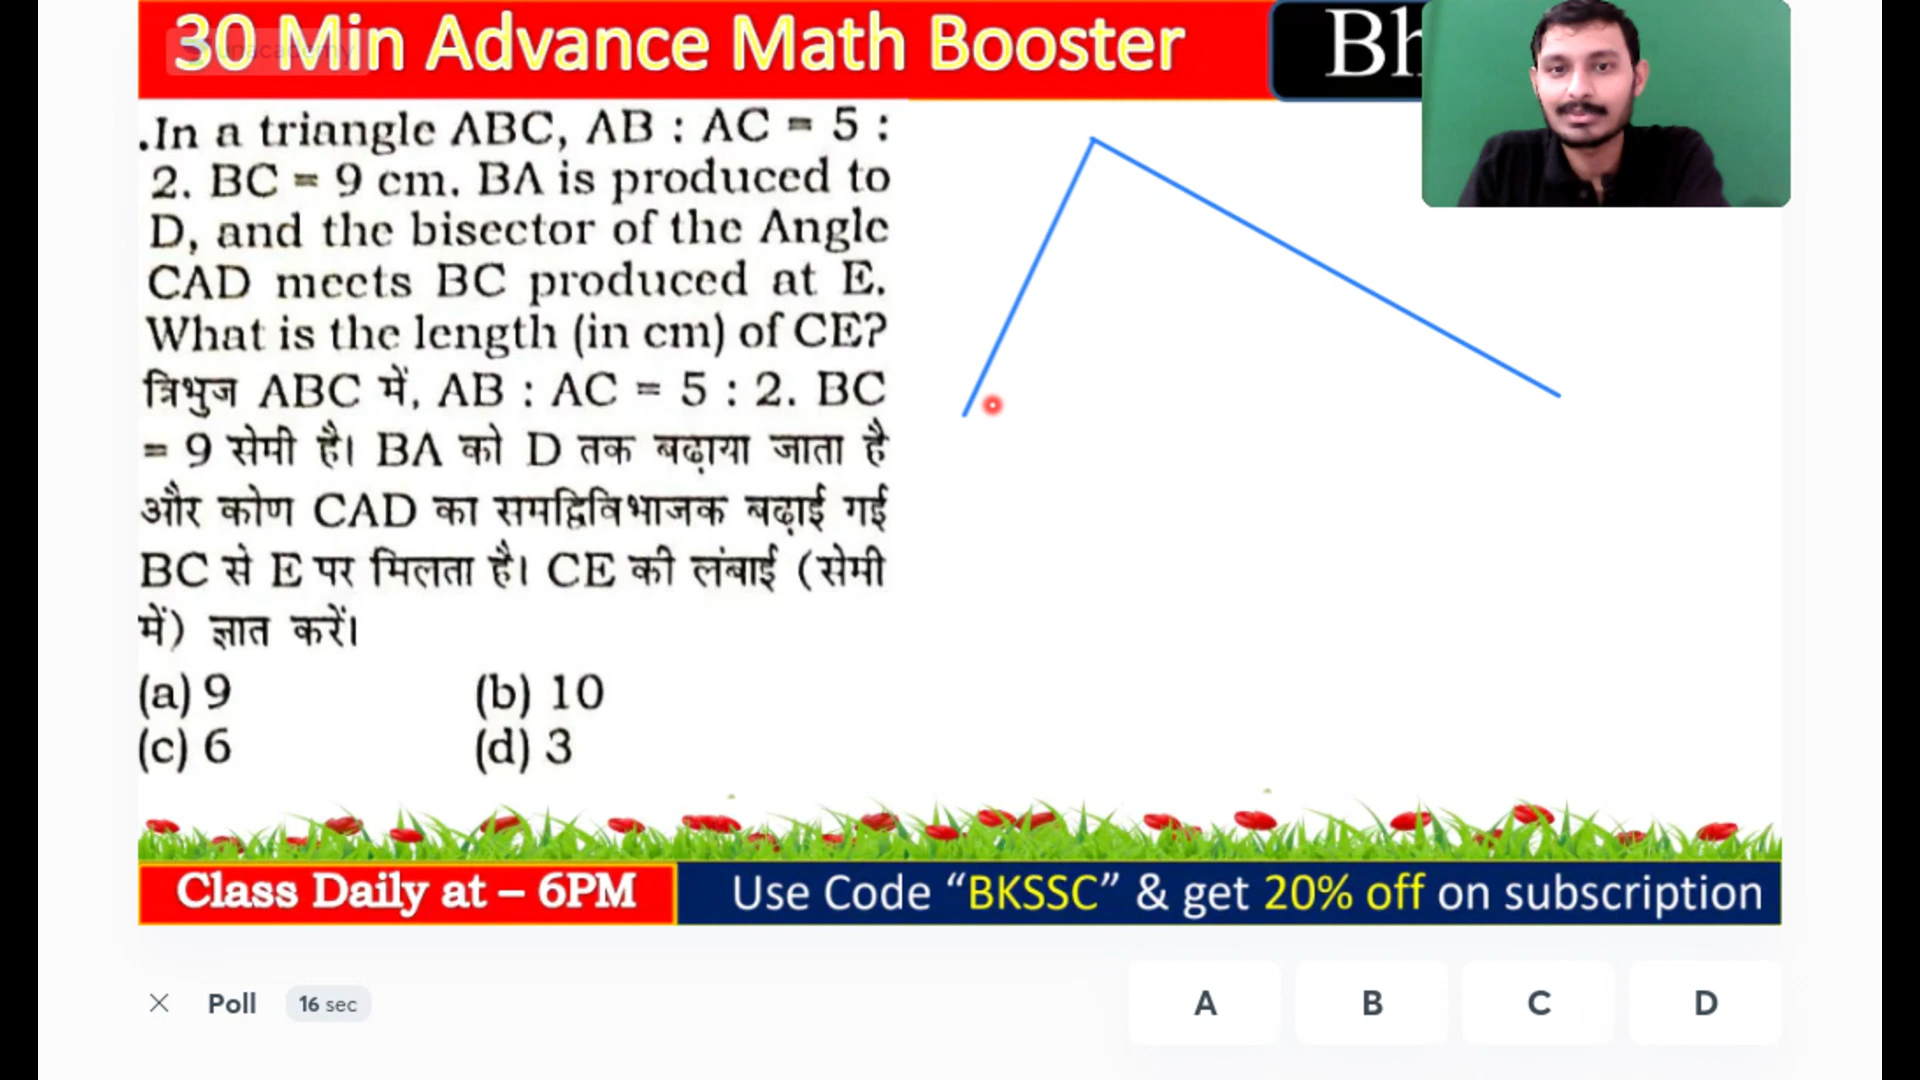 30 Min Advance Math Booster
Bh
unacademy
.In a triangle ABC, AB : AC = 5 :
2. BC = 9 cm. BA is produced to
D, and the bisector of the Angle
CAD meets BC produced at E.
What is the length (in cm) of CE?
त्रिभुज ABC में, AB : AC = 5 : 2. BC
= 9 सेमी है। BA को D तक बढ़ाया जाता है
और कोण CAD का समद्विविभाजक बढ़ाई गई
BC से E पर मिलता है। CE की लंबाई (सेमी
में) ज्ञात करें।
(a) 9 (b) 10
(c) 6 (d) 3
Class Daily at – 6PM
Use Code “BKSSC” & get 20% off on subscription
Poll 16 sec A B C D